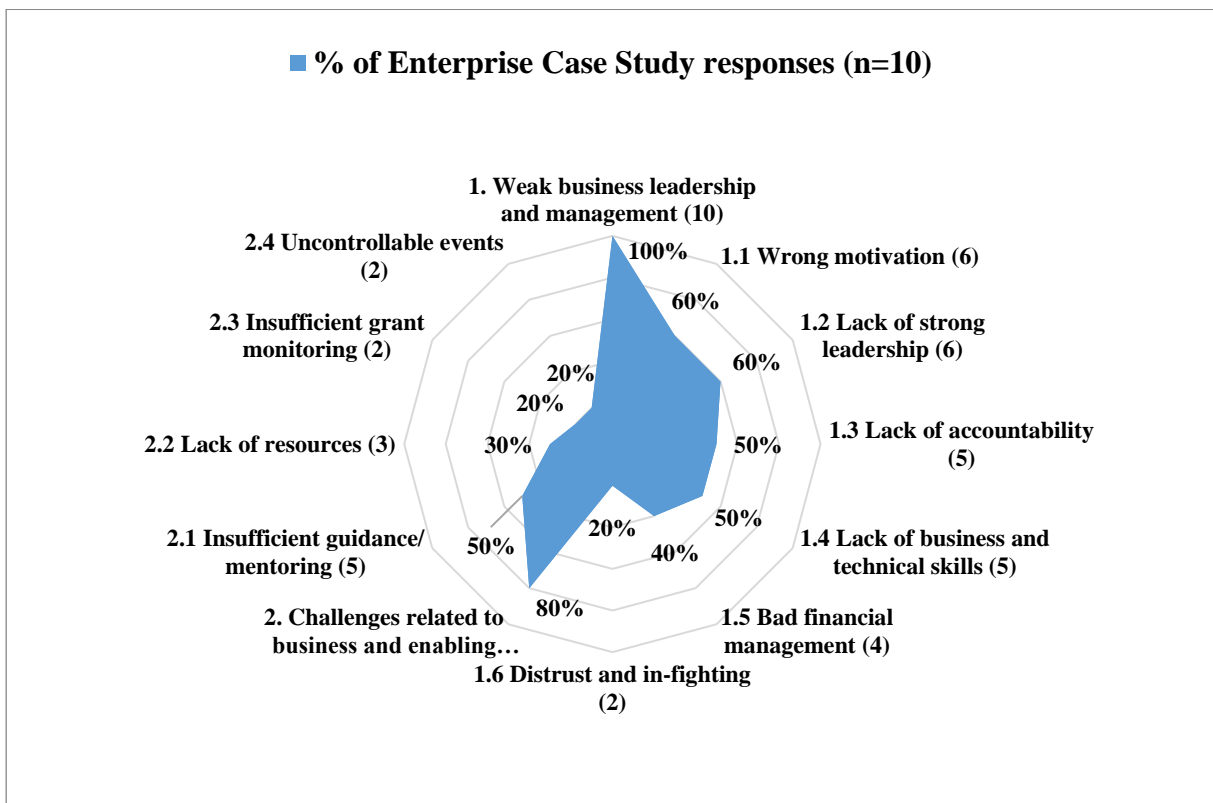 % of Enterprise Case Study responses (n=10)
1. Weak business leadership
and management (10)
100%
1.1 Wrong motivation (6)
60%
1.2 Lack of strong
leadership (6)
60%
1.3 Lack of accountability
(5)
50%
1.4 Lack of business and
technical skills (5)
50%
1.5 Bad financial
management (4)
40%
1.6 Distrust and in-fighting
(2)
20%
2. Challenges related to
business and enabling…
80%
2.1 Insufficient guidance/
mentoring (5)
50%
2.2 Lack of resources (3)
30%
2.3 Insufficient grant
monitoring (2)
20%
2.4 Uncontrollable events
(2)
20%